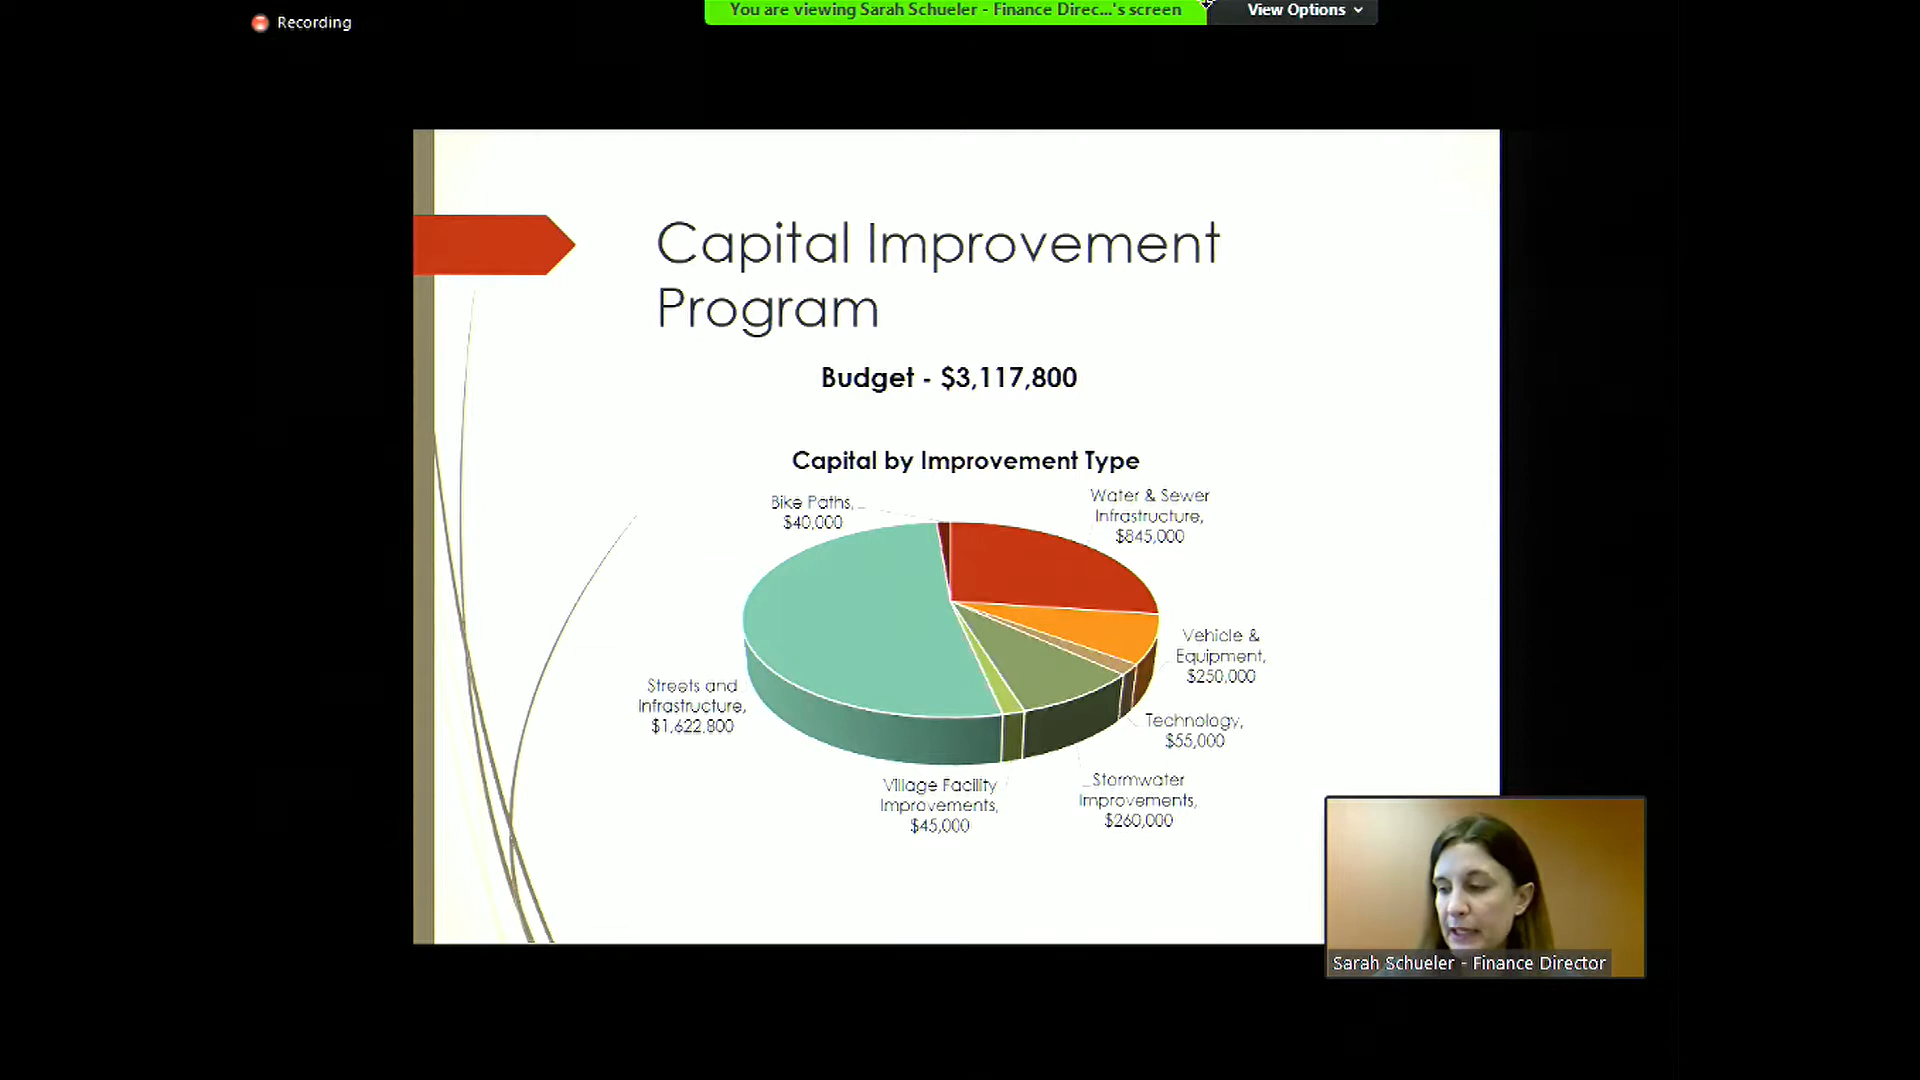 Recording
You are viewing Sarah Schueler - Finance Direc...'s screen
View Options
Capital Improvement
Program
Budget - $3,117,800
Capital by Improvement Type
Bike Paths,
$40,000
Water & Sewer
Infrastructure,
$845,000
Vehicle &
Equipment,
$250,000
Streets and
Infrastructure,
$1,622,800
Technology,
$55,000
Village Facility
Improvements,
$45,000
Stormwater
Improvements,
$260,000
Sarah Schueler - Finance Director